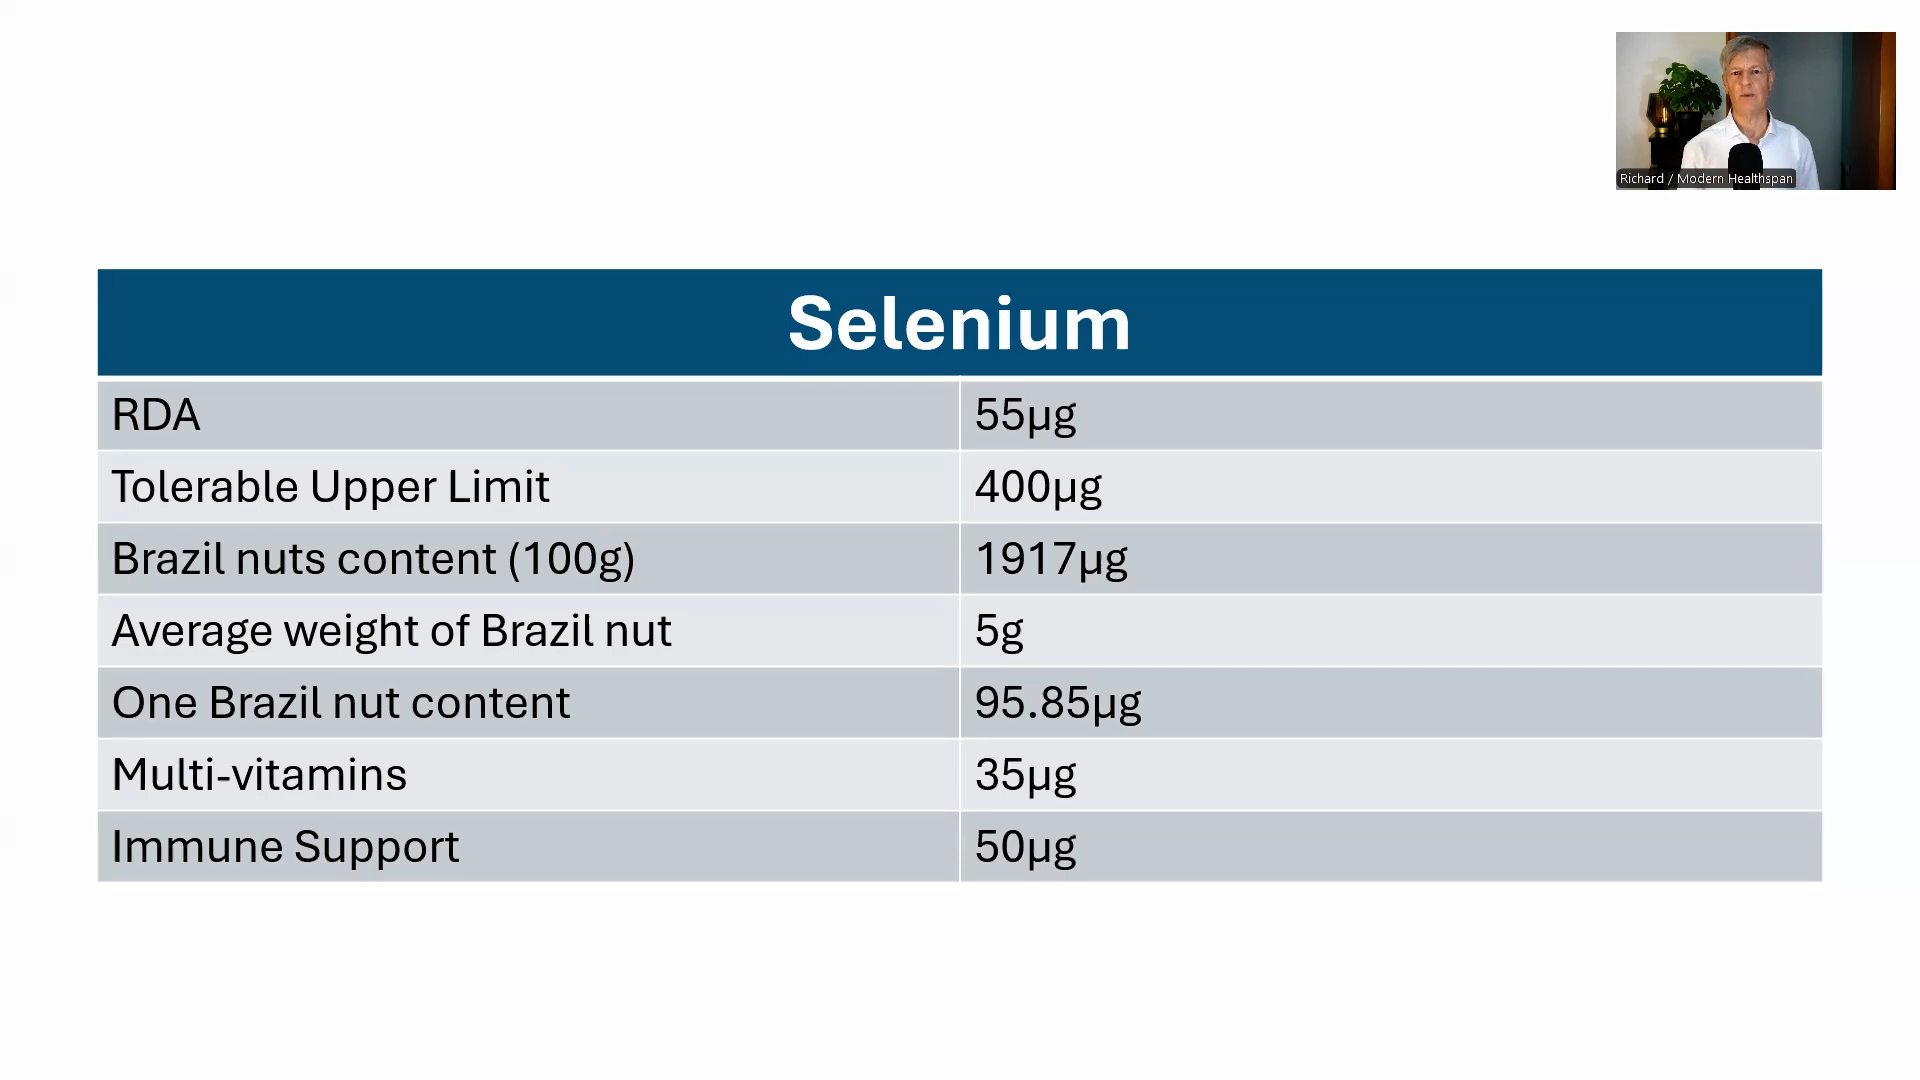 Richard / Modern Healthspan
Selenium
RDA 55µg
Tolerable Upper Limit 400µg
Brazil nuts content (100g) 1917µg
Average weight of Brazil nut 5g
One Brazil nut content 95.85µg
Multi-vitamins 35µg
Immune Support 50µg